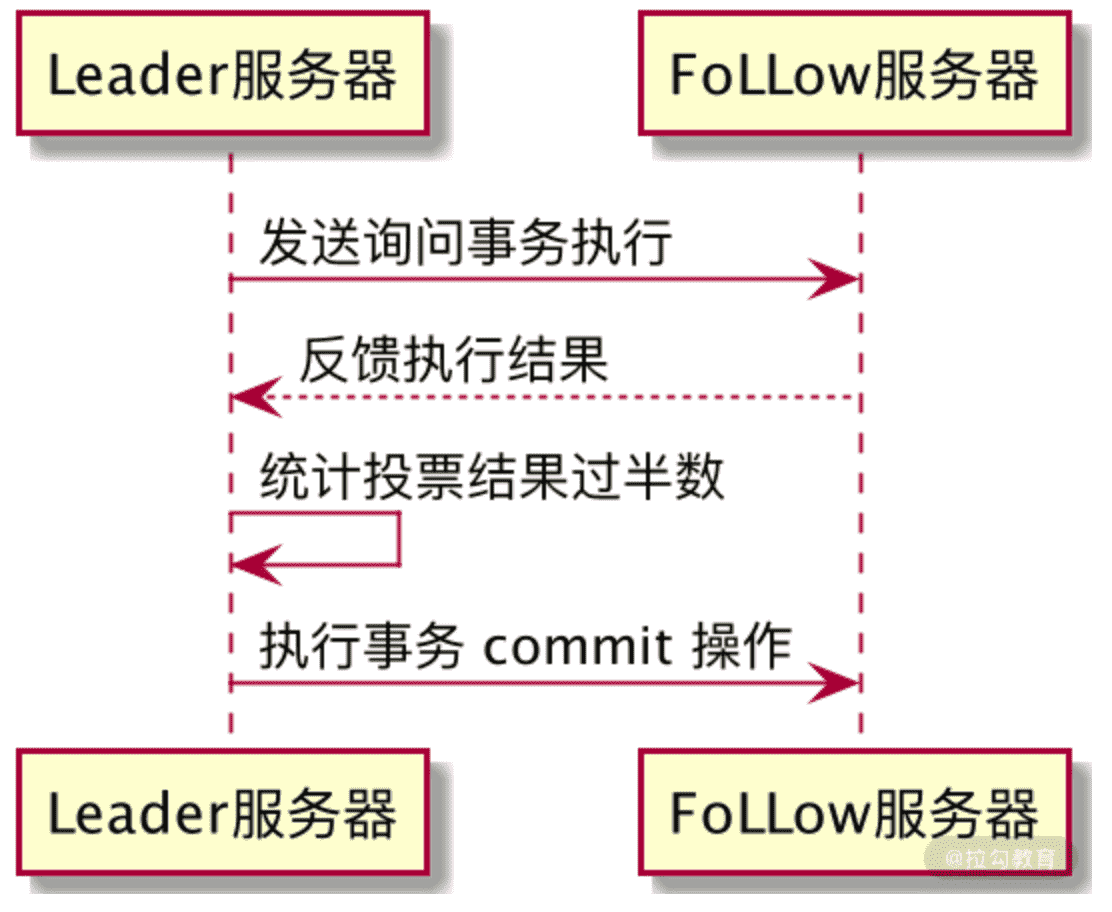 Leader服务器
FoLLow服务器
发送询问事务执行
反馈执行结果
统计投票结果过半数
执行事务 commit 操作
Leader服务器
FoLLow服务器
@拉勾教育